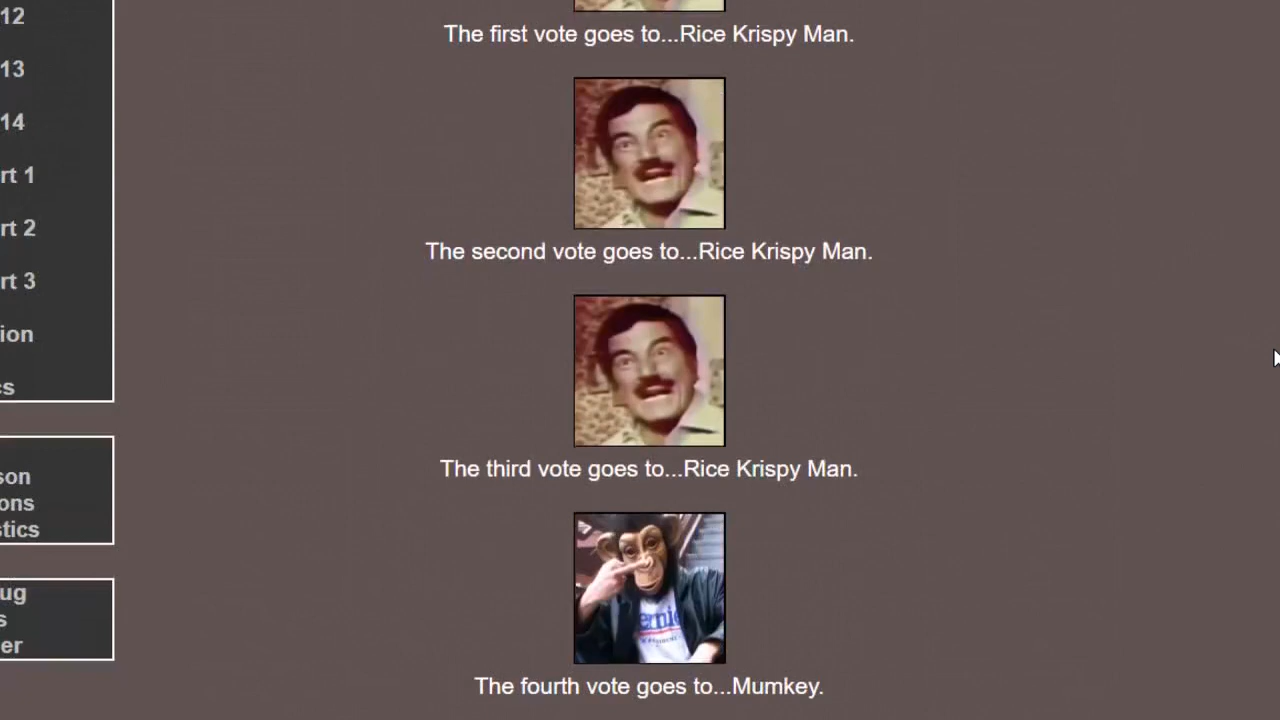 12
The first vote goes to...Rice Krispy Man.
13
14
rt 1
rt 2
The second vote goes to...Rice Krispy Man.
rt 3
ion
cs
The third vote goes to...Rice Krispy Man.
son
ons
stics
ug
s
er
ernie
The fourth vote goes to...Mumkey.